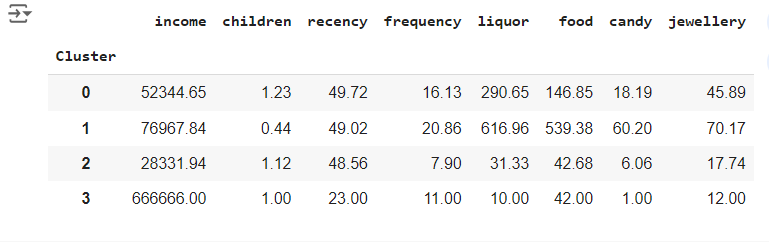 income children recency frequency liquor food candy jewellery
Cluster
0 52344.65 1.23 49.72 16.13 290.65 146.85 18.19 45.89
1 76967.84 0.44 49.02 20.86 616.96 539.38 60.20 70.17
2 28331.94 1.12 48.56 7.90 31.33 42.68 6.06 17.74
3 666666.00 1.00 23.00 11.00 10.00 42.00 1.00 12.00